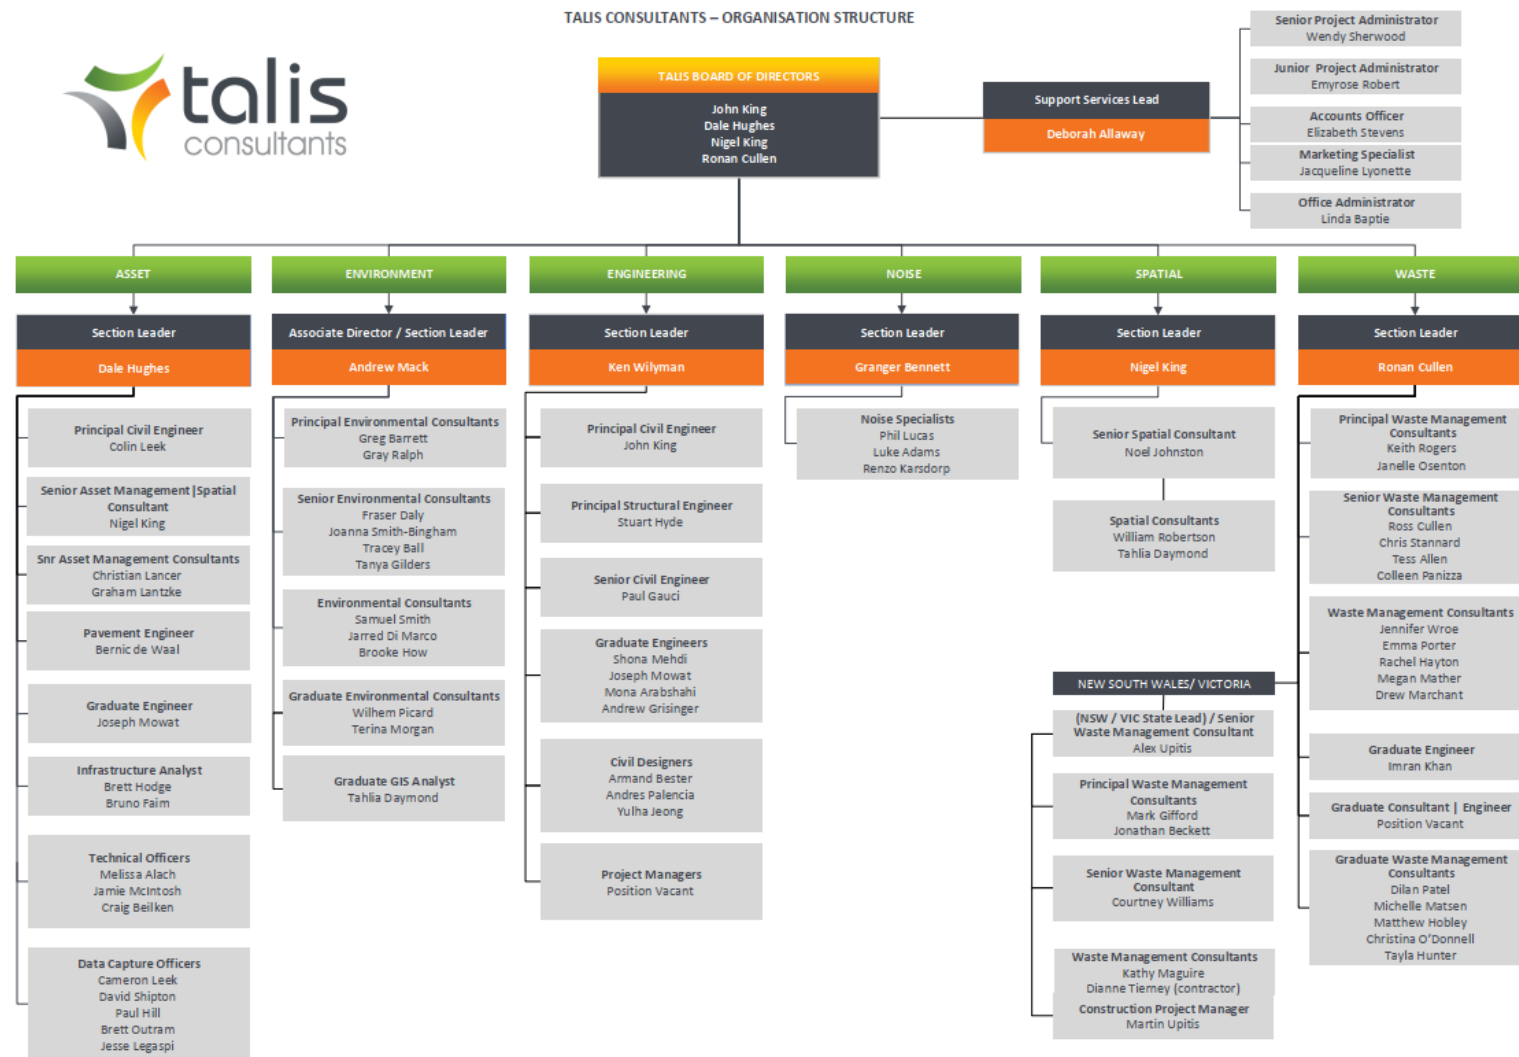 TALIS CONSULTANTS – ORGANISATION STRUCTURE
talis
consultants
TALIS BOARD OF DIRECTORS
John King
Dale Hughes
Nigel King
Ronan Cullen
Support Services Lead
Deborah Allaway
Senior Project Administrator
Wendy Sherwood
Junior Project Administrator
Emyrose Robert
Accounts Officer
Elizabeth Stevens
Marketing Specialist
Jacqueline Lyonette
Office Administrator
Linda Baptie
ASSET
Section Leader
Dale Hughes
Principal Civil Engineer
Colin Leek
Senior Asset Management|Spatial
Consultant
Nigel King
Snr Asset Management Consultants
Christian Lancer
Graham Lantzke
Pavement Engineer
Bernic de Waal
Graduate Engineer
Joseph Mowat
Infrastructure Analyst
Brett Hodge
Bruno Faim
Technical Officers
Melissa Alach
Jamie McIntosh
Craig Beilken
Data Capture Officers
Cameron Leek
David Shipton
Paul Hill
Brett Outram
Jesse Legaspi
ENVIRONMENT
Associate Director / Section Leader
Andrew Mack
Principal Environmental Consultants
Greg Barrett
Gray Ralph
Senior Environmental Consultants
Fraser Daly
Joanna Smith-Bingham
Tracey Ball
Tanya Gilders
Environmental Consultants
Samuel Smith
Jarred Di Marco
Brooke How
Graduate Environmental Consultants
Wilhem Picard
Terina Morgan
Graduate GIS Analyst
Tahlia Daymond
ENGINEERING
Section Leader
Ken Wilyman
Principal Civil Engineer
John King
Principal Structural Engineer
Stuart Hyde
Senior Civil Engineer
Paul Gauci
Graduate Engineers
Shona Mehdi
Joseph Mowat
Mona Arabshahi
Andrew Grisinger
Civil Designers
Armand Bester
Andres Palencia
Yulha Jeong
Project Managers
Position Vacant
NOISE
Section Leader
Granger Bennett
Noise Specialists
Phil Lucas
Luke Adams
Renzo Karsdorp
SPATIAL
Section Leader
Nigel King
Senior Spatial Consultant
Noel Johnston
Spatial Consultants
William Robertson
Tahlia Daymond
NEW SOUTH WALES/ VICTORIA
(NSW / VIC State Lead) / Senior
Waste Management Consultant
Alex Upitis
Principal Waste Management
Consultants
Mark Gifford
Jonathan Beckett
Senior Waste Management
Consultant
Courtney Williams
Waste Management Consultants
Kathy Maguire
Dianne Tierney (contractor)
Construction Project Manager
Martin Upitis
WASTE
Section Leader
Ronan Cullen
Principal Waste Management
Consultants
Keith Rogers
Janelle Osenton
Senior Waste Management
Consultants
Ross Cullen
Chris Stannard
Tess Allen
Colleen Panizza
Waste Management Consultants
Jennifer Wroe
Emma Porter
Rachel Hayton
Megan Mather
Drew Marchant
Graduate Engineer
Imran Khan
Graduate Consultant | Engineer
Position Vacant
Graduate Waste Management
Consultants
Dilan Patel
Michelle Matsen
Matthew Hobley
Christina O'Donnell
Tayla Hunter